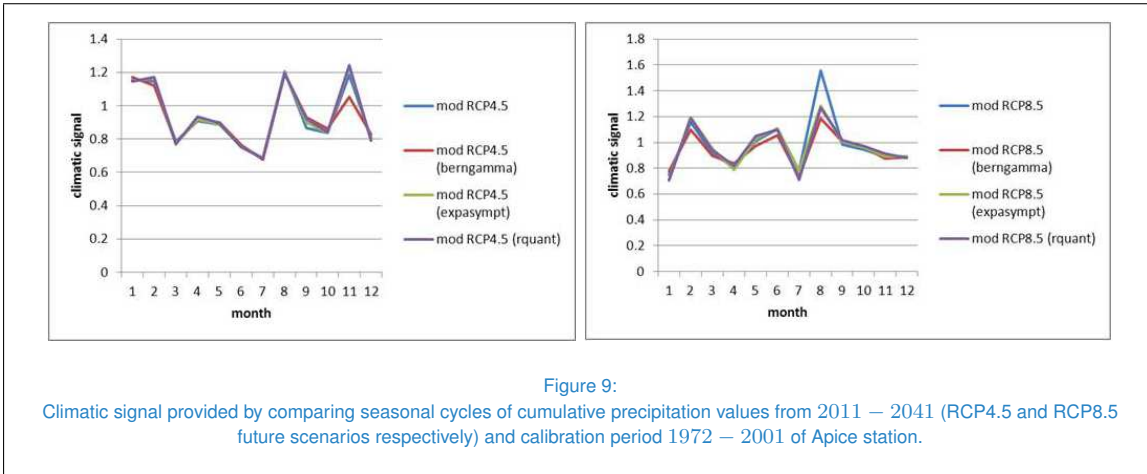 1.4
1.2
1
0.8
0.6
0.4
0.2
0
climatic signal
1 2 3 4 5 6 7 8 9 10 11 12
month
mod RCP4.5
mod RCP4.5
(berngamma)
mod RCP4.5
(expasympt)
mod RCP4.5 (rquant)
1.8
1.6
1.4
1.2
1
0.8
0.6
0.4
0.2
0
climatic signal
1 2 3 4 5 6 7 8 9 10 11 12
month
mod RCP8.5
mod RCP8.5
(berngamma)
mod RCP8.5
(expasympt)
mod RCP8.5 (rquant)
Figure 9:
Climatic signal provided by comparing seasonal cycles of cumulative precipitation values from 2011 − 2041 (RCP4.5 and RCP8.5
future scenarios respectively) and calibration period 1972 − 2001 of Apice station.